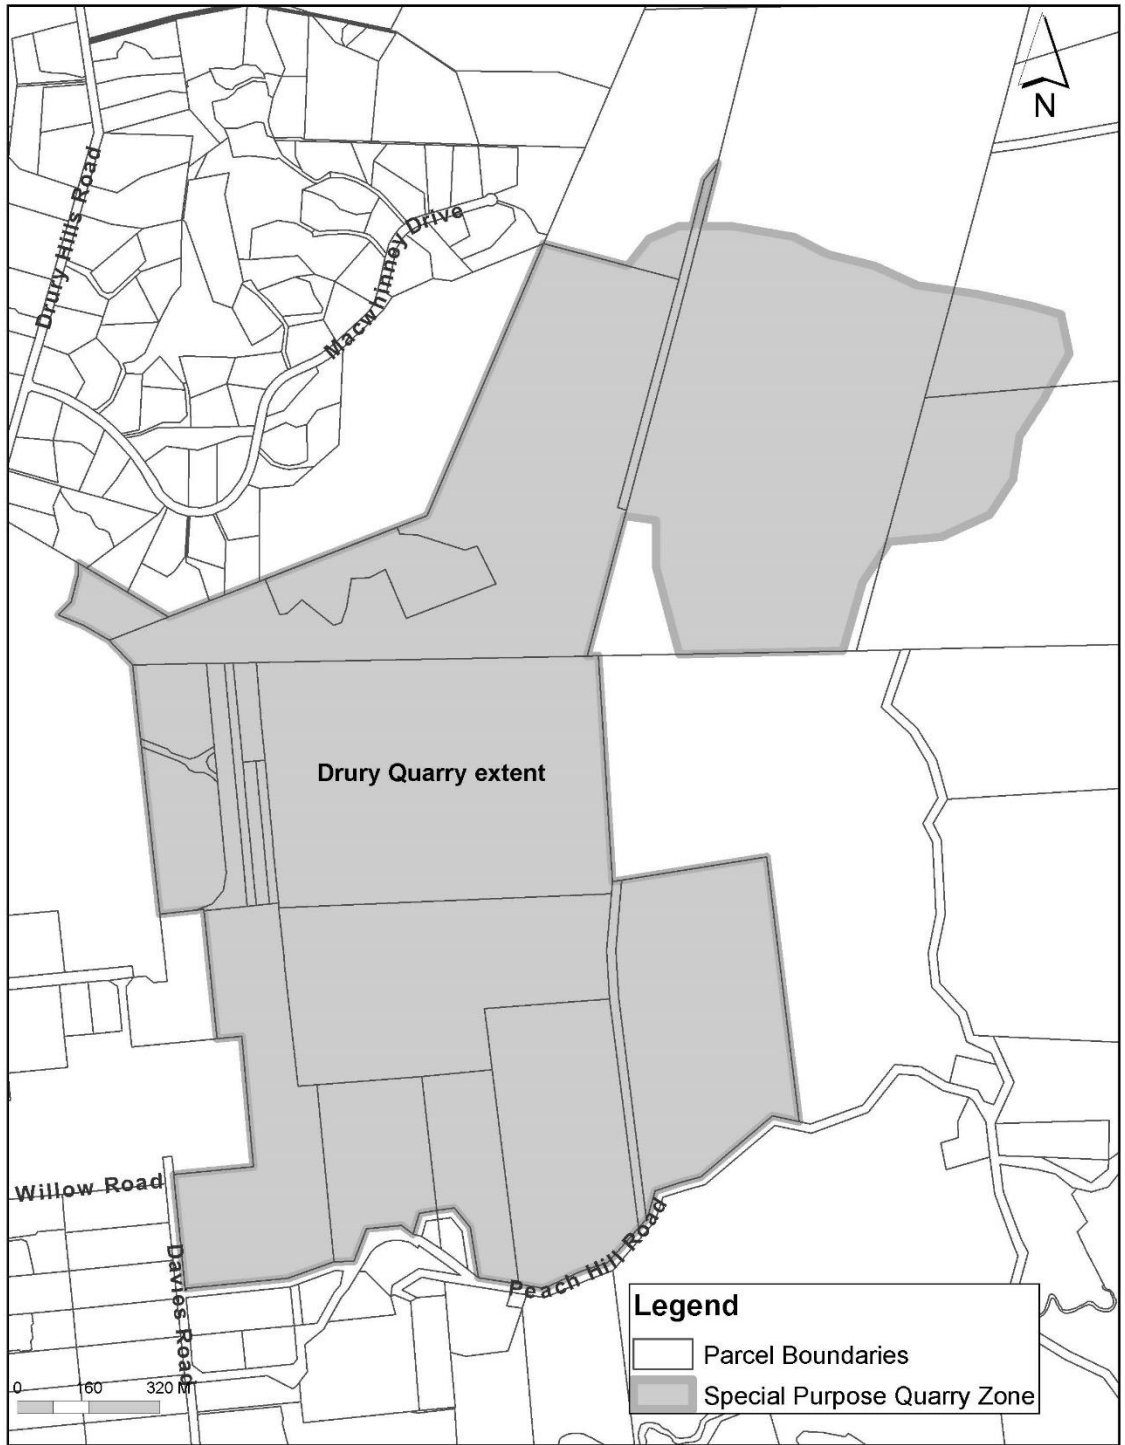 N
Drury Hills Road
Macwhinney Drive
Drury Quarry extent
Willow Road
Davies Road
Peach Hill Road
Legend
Parcel Boundaries
Special Purpose Quarry Zone
0 160 320 M